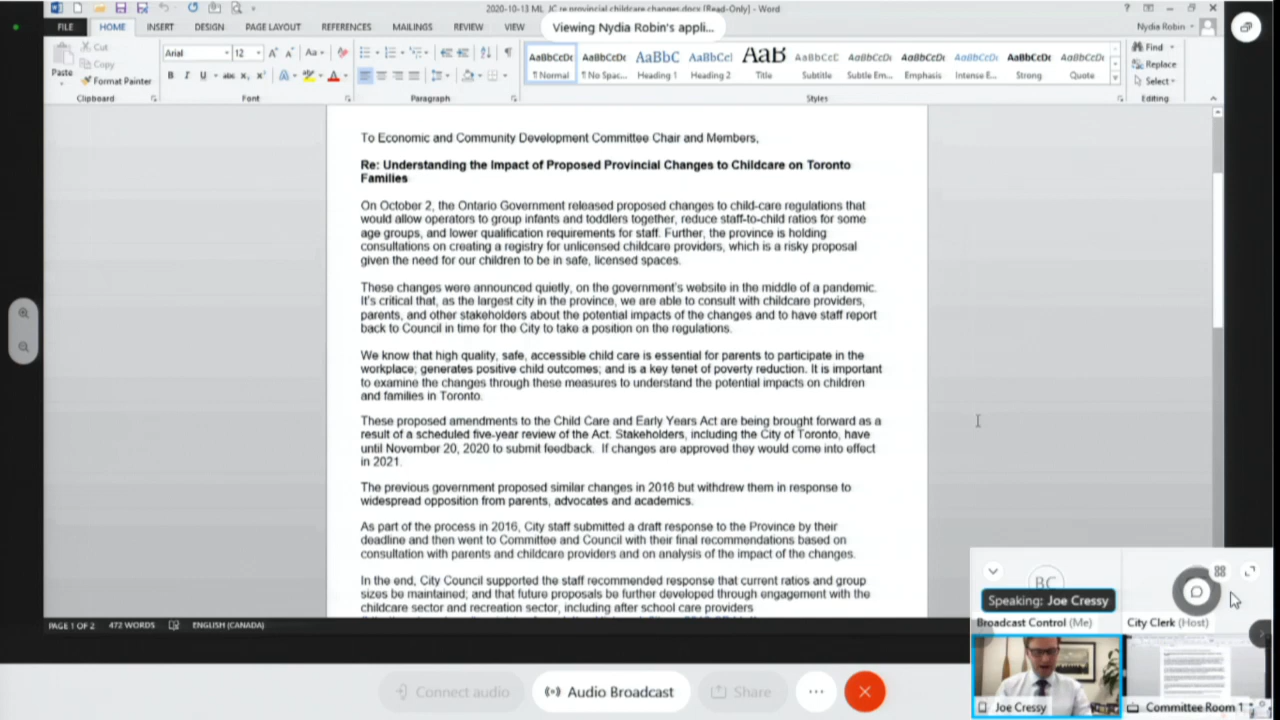 2020-10-13 ML JC re provincial childcare changes.docx [Read-Only] - Word
FILE HOME INSERT DESIGN PAGE LAYOUT REFERENCES MAILINGS REVIEW VIEW
Viewing Nydia Robin's appli...
Nydia Robin
Paste
Cut
Copy
Format Painter
Arial 12
AaBbCcDc AaBbCcDc AaBbC AaBbCcI AaB AaBbCcC AaBbCcDi AaBbCcDi AaBbCcDi AaBbCcDc AaBbCcDi
¶ Normal ¶ No Spac... Heading 1 Heading 2 Title Subtitle Subtle Em... Emphasis Intense E... Strong Quote
Find
Replace
Select
Clipboard Font Paragraph Styles Editing
To Economic and Community Development Committee Chair and Members,
Re: Understanding the Impact of Proposed Provincial Changes to Childcare on Toronto
Families
On October 2, the Ontario Government released proposed changes to child-care regulations that
would allow operators to group infants and toddlers together, reduce staff-to-child ratios for some
age groups, and lower qualification requirements for staff. Further, the province is holding
consultations on creating a registry for unlicensed childcare providers, which is a risky proposal
given the need for our children to be in safe, licensed spaces.
These changes were announced quietly, on the government's website in the middle of a pandemic.
It's critical that, as the largest city in the province, we are able to consult with childcare providers,
parents, and other stakeholders about the potential impacts of the changes and to have staff report
back to Council in time for the City to take a position on the regulations.
We know that high quality, safe, accessible child care is essential for parents to participate in the
workplace; generates positive child outcomes; and is a key tenet of poverty reduction. It is important
to examine the changes through these measures to understand the potential impacts on children
and families in Toronto.
These proposed amendments to the Child Care and Early Years Act are being brought forward as a
result of a scheduled five-year review of the Act. Stakeholders, including the City of Toronto, have
until November 20, 2020 to submit feedback. If changes are approved they would come into effect
in 2021.
The previous government proposed similar changes in 2016 but withdrew them in response to
widespread opposition from parents, advocates and academics.
As part of the process in 2016, City staff submitted a draft response to the Province by their
deadline and then went to Committee and Council with their final recommendations based on
consultation with parents and childcare providers and on analysis of the impact of the changes.
In the end, City Council supported the staff recommended response that current ratios and group
sizes be maintained; and that future proposals be further developed through engagement with the
childcare sector and recreation sector, including after school care providers
PAGE 1 OF 2 472 WORDS ENGLISH (CANADA)
BC
Speaking: Joe Cressy
Broadcast Control (Me) City Clerk (Host)
Joe Cressy Committee Room 1
Connect audio Audio Broadcast Share